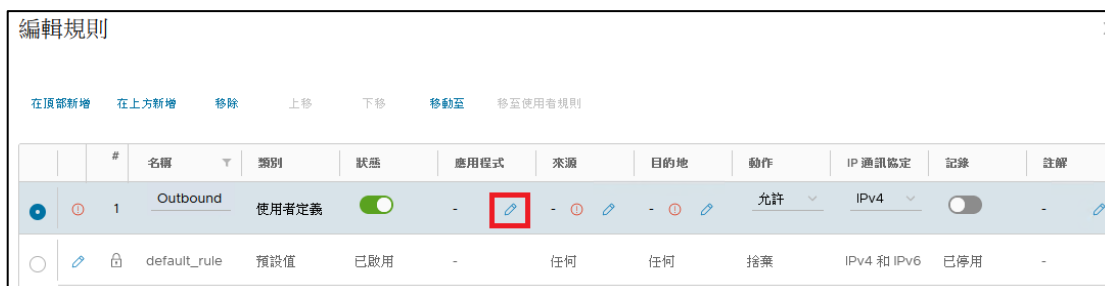 編輯規則
在頂部新增 在上方新增 移除 上移 下移 移動至 移至使用者規則
# 名稱 類別 狀態 應用程式 來源 目的地 動作 IP 通訊協定 記錄 註解
1 Outbound 使用者定義 - - - 允許 IPv4 -
default_rule 預設值 已啟用 - 任何 任何 捨棄 IPv4 和 IPv6 已停用 -